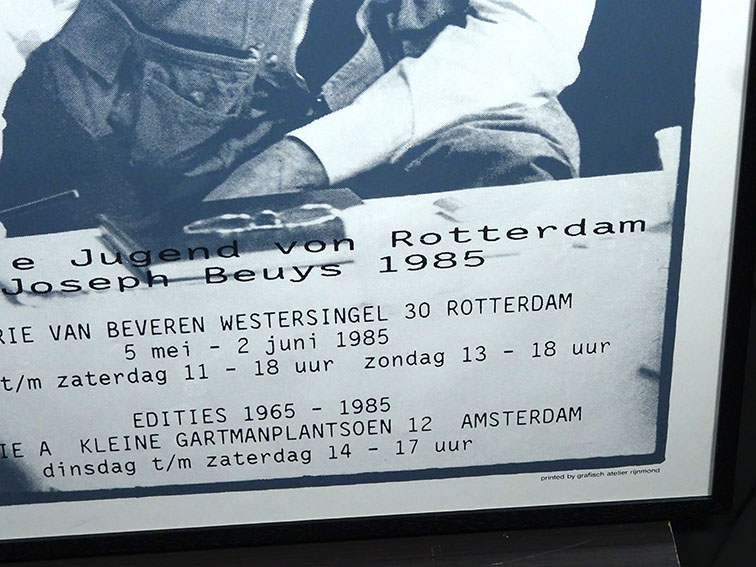 e Jugend von Rotterdam
Joseph Beuys 1985
RIE VAN BEVEREN WESTERSINGEL 30 ROTTERDAM
5 mei - 2 juni 1985
t/m zaterdag 11 - 18 uur zondag 13 - 18 uur
EDITIES 1965 - 1985
IE A KLEINE GARTMANPLANTSOEN 12 AMSTERDAM
dinsdag t/m zaterdag 14 - 17 uur
printed by grafisch atelier rijnmond